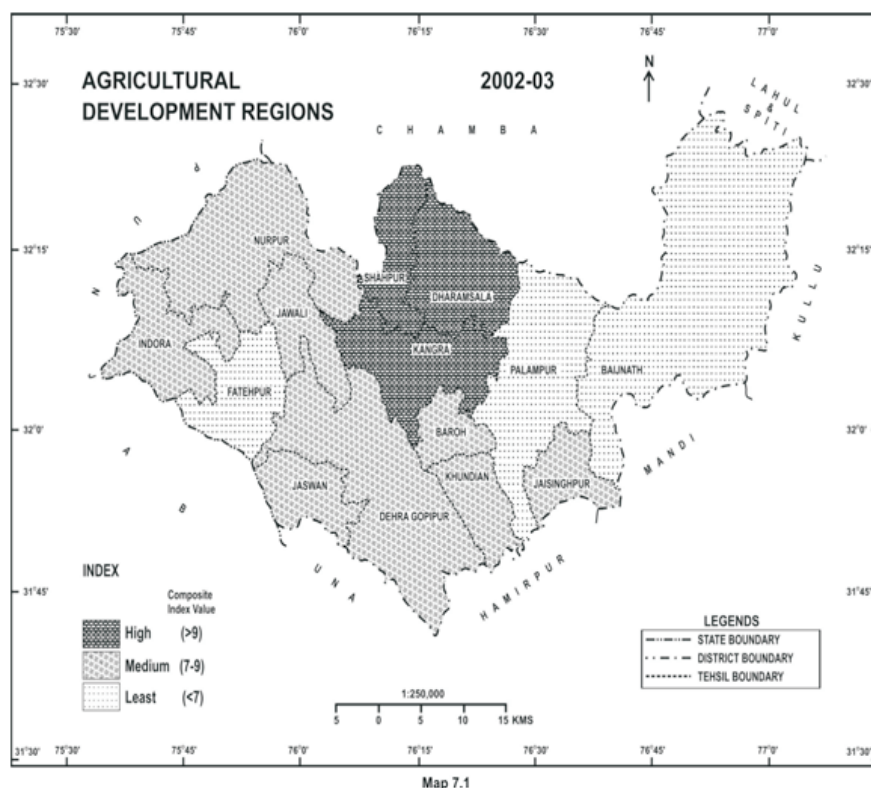 75°30'
75°45'
76°0'
76°15'
76°30'
76°45'
77°0'
32°30'
32°30'
AGRICULTURAL
DEVELOPMENT REGIONS
2002-03
N
LAHUL
&
SPITI
CHAMBA
PUNJAB
NURPUR
32°15'
32°15'
SHAHPUR
DHARAMSALA
JAWALI
INDORA
KANGRA
PALAMPUR
BAIJNATH
KULLU
FATEHPUR
32°0'
32°0'
BAROH
MANDI
KHUNDIAN
JASWAN
JAISINGHPUR
DEHRA GOPIPUR
UNA
HAMIRPUR
31°45'
31°45'
INDEX
Composite
Index Value
High (>9)
Medium (7-9)
Least (<7)
LEGENDS
STATE BOUNDARY
DISTRICT BOUNDARY
TEHSIL BOUNDARY
1:250,000
5 0 5 10 15 KMS
31°30'
31°30'
75°30'
75°45'
76°0'
76°15'
76°30'
76°45'
77°0'
Map 7.1